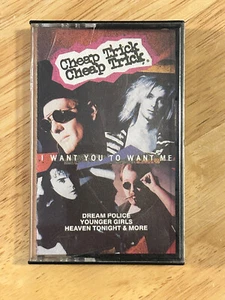 Cheap Trick
Cheap Trick.
I WANT YOU TO WANT ME
DREAM POLICE
YOUNGER GIRLS
HEAVEN TONIGHT & MORE